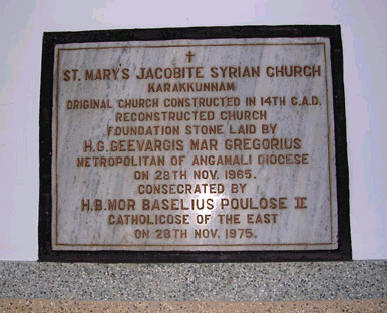 ST. MARY'S JACOBITE SYRIAN CHURCH
KARAKKUNNAM
ORIGINAL CHURCH CONSTRUCTED IN 14TH C.A.D.
RECONSTRUCTED CHURCH
FOUNDATION STONE LAID BY
H.G.GEEVARGIS MAR GREGORIUS
METROPOLITAN OF ANGAMALI DIOCESE
ON 28TH NOV. 1965.
CONSECRATED BY
H.B.MOR BASELIUS POULOSE II
CATHOLICOSE OF THE EAST
ON 28TH NOV. 1975.